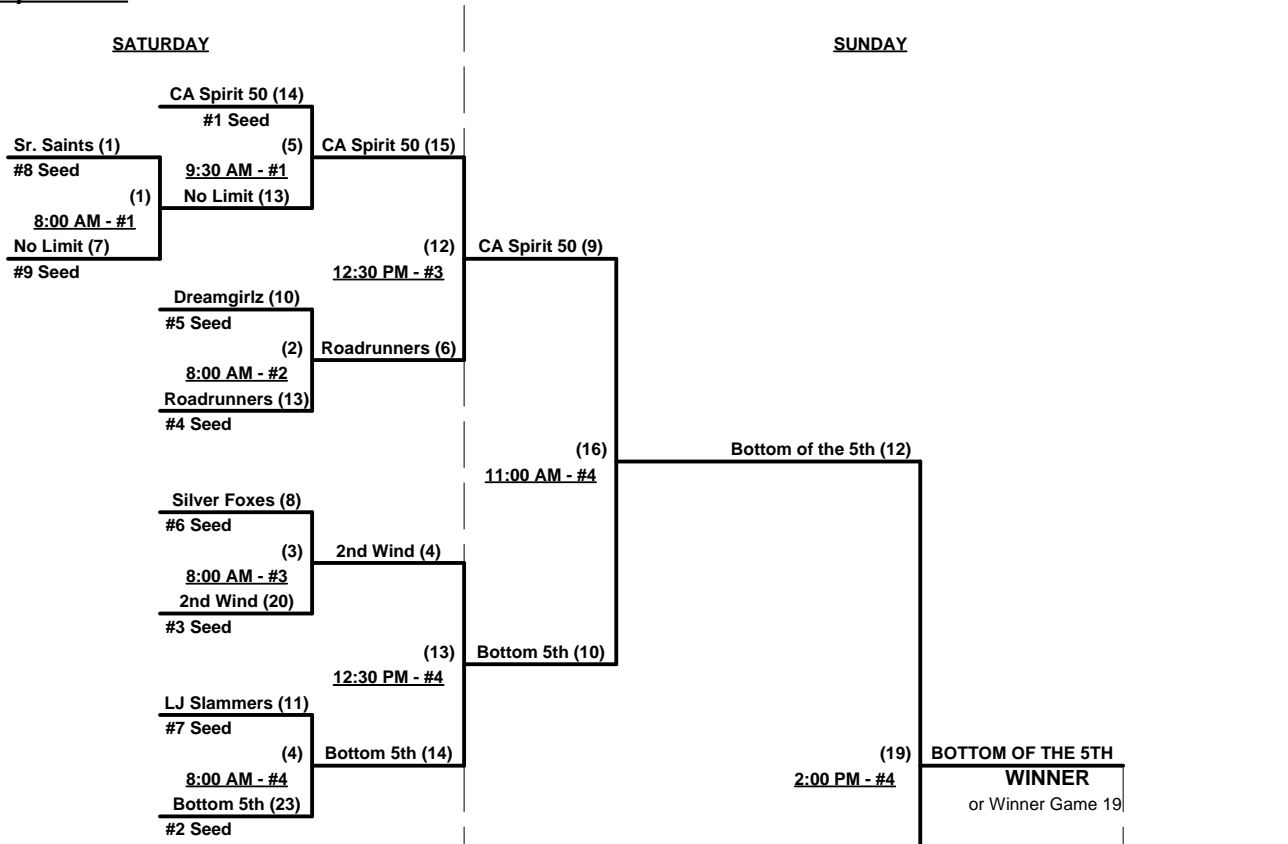 SATURDAY
SUNDAY
CA Spirit 50 (14)
#1 Seed
Sr. Saints (1)
(5)
CA Spirit 50 (15)
#8 Seed
9:30 AM - #1
(1)
No Limit (13)
8:00 AM - #1
No Limit (7)
(12)
CA Spirit 50 (9)
#9 Seed
12:30 PM - #3
Dreamgirlz (10)
#5 Seed
(2)
Roadrunners (6)
8:00 AM - #2
Roadrunners (13)
#4 Seed
(16)
Bottom of the 5th (12)
11:00 AM - #4
Silver Foxes (8)
#6 Seed
(3)
2nd Wind (4)
8:00 AM - #3
2nd Wind (20)
#3 Seed
(13)
Bottom 5th (10)
12:30 PM - #4
LJ Slammers (11)
#7 Seed
(4)
Bottom 5th (14)
(19)
BOTTOM OF THE 5TH
8:00 AM - #4
2:00 PM - #4
WINNER
Bottom 5th (23)
or Winner Game 19
#2 Seed